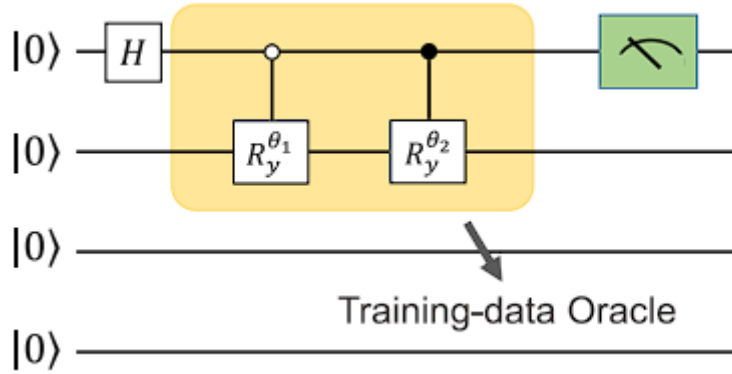 |0⟩ H
|0⟩ R_y^{θ_1} R_y^{θ_2}
|0⟩
Training-data Oracle
|0⟩